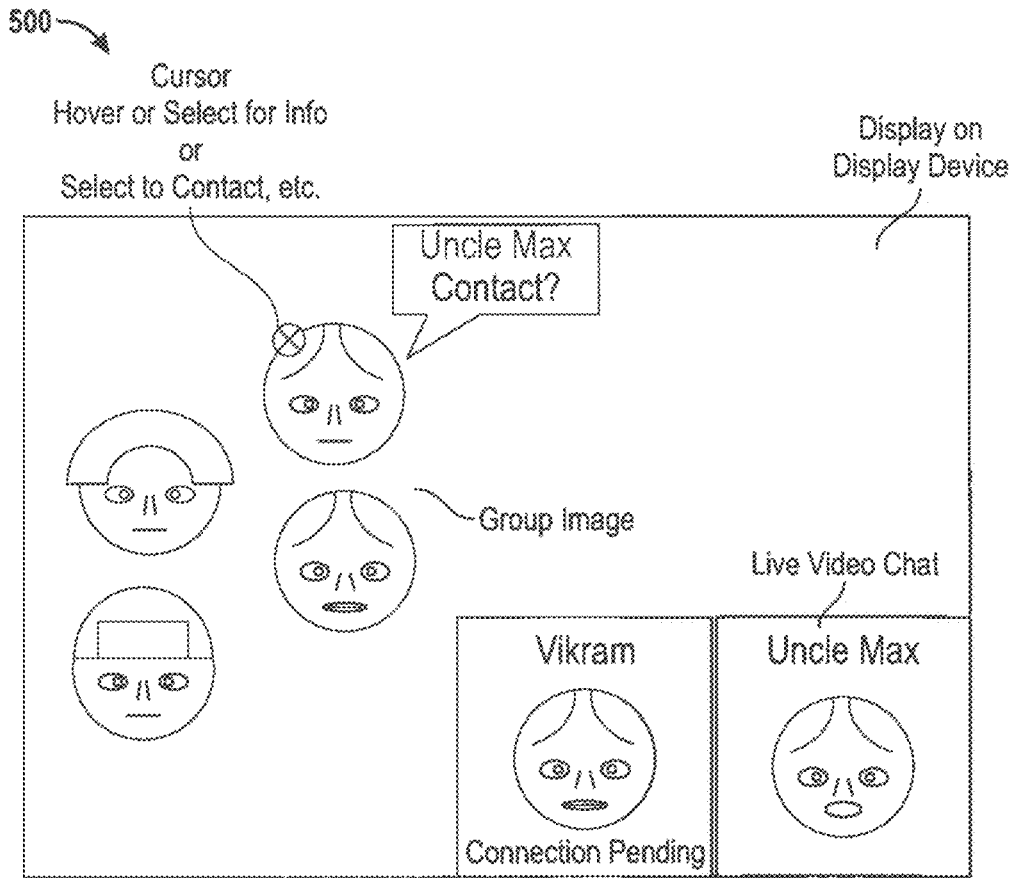 500
Cursor
Hover or Select for Info
or
Select to Contact, etc.
Display on
Display Device
Uncle Max
Contact?
Group Image
Live Video Chat
Vikram
Uncle Max
Connection Pending